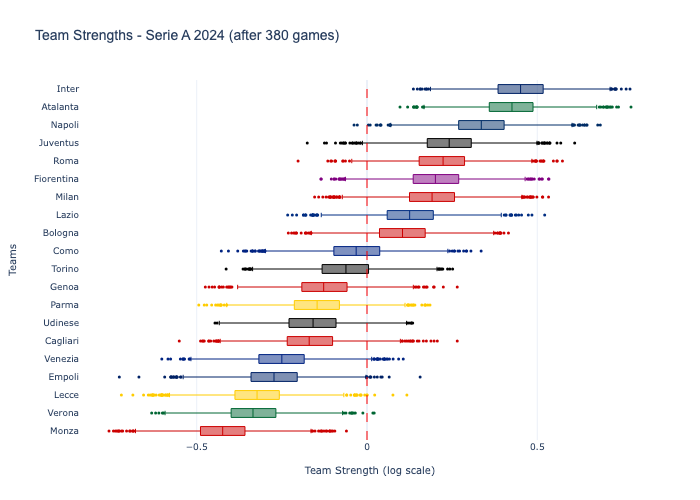 Team Strengths - Serie A 2024 (after 380 games)
Inter
Atalanta
Napoli
Juventus
Roma
Fiorentina
Milan
Lazio
Bologna
Como
Torino
Genoa
Parma
Udinese
Cagliari
Venezia
Empoli
Lecce
Verona
Monza
Teams
−0.5
0
0.5
Team Strength (log scale)